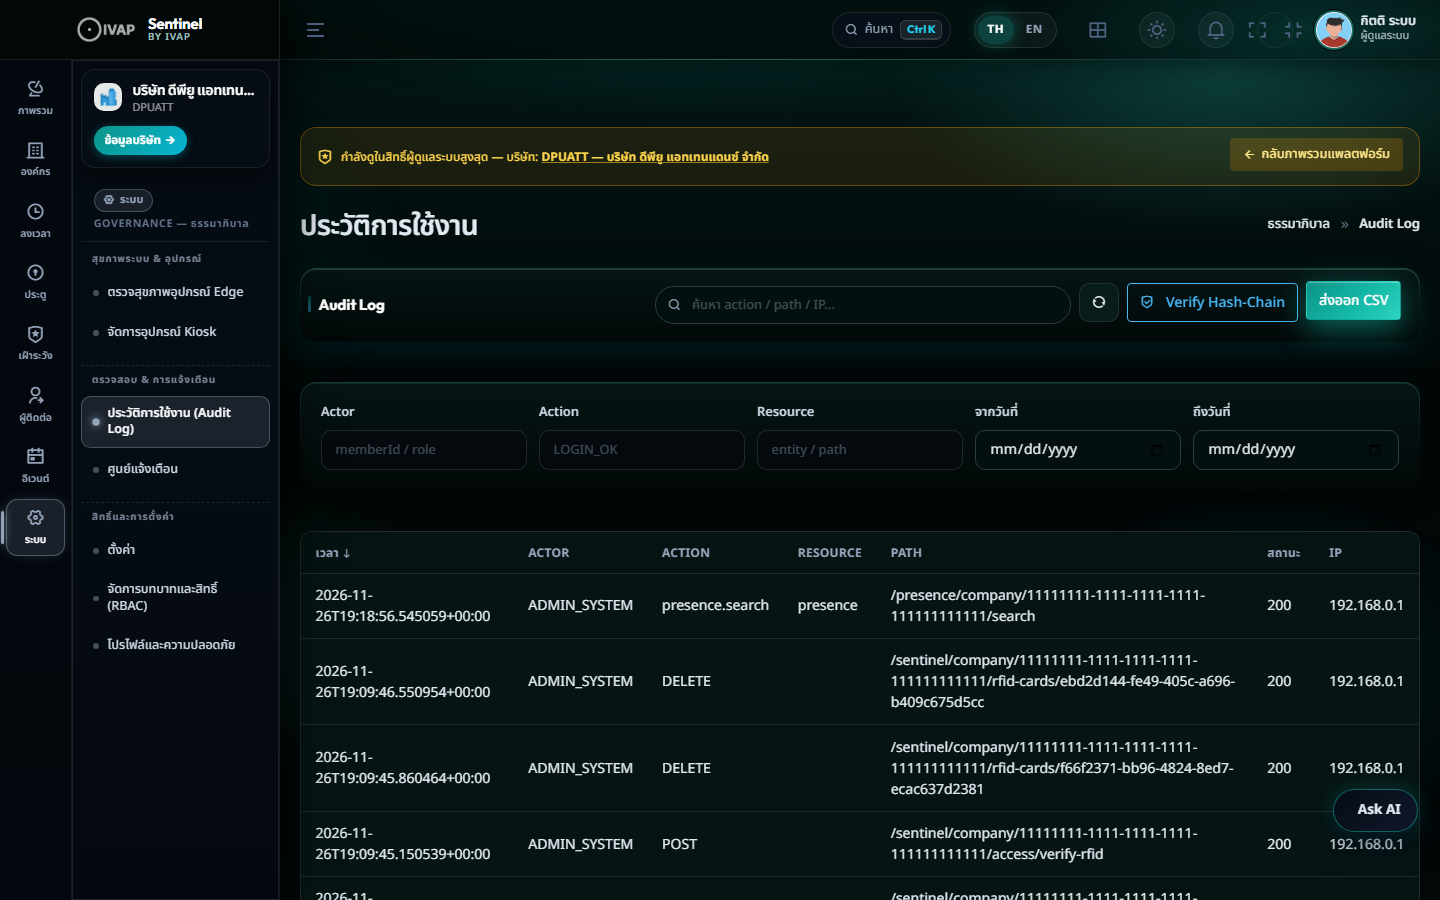 IVAP
Sentinel
BY IVAP
ค้นหา
Ctrl K
TH
EN
กิตติ ระบบ
ผู้ดูแลระบบ
ภาพรวม
องค์กร
ลงเวลา
ประตู
เฝ้าระวัง
ผู้ติดต่อ
อีเวนต์
ระบบ
บริษัท ดีพียู แอทเทน...
DPUATT
ข้อมูลบริษัท →
ระบบ
GOVERNANCE — ธรรมาภิบาล
สุขภาพระบบ & อุปกรณ์
ตรวจสุขภาพอุปกรณ์ Edge
จัดการอุปกรณ์ Kiosk
ตรวจสอบ & การแจ้งเตือน
ประวัติการใช้งาน (Audit
Log)
ศูนย์แจ้งเตือน
สิทธิ์และการตั้งค่า
ตั้งค่า
จัดการบทบาทและสิทธิ์
(RBAC)
โปรไฟล์และความปลอดภัย
กำลังดูในสิทธิ์ผู้ดูแลระบบสูงสุด — บริษัท: DPUATT — บริษัท ดีพียู แอทเทนแดนซ์ จำกัด
← กลับภาพรวมแพลตฟอร์ม
ประวัติการใช้งาน
ธรรมาภิบาล » Audit Log
Audit Log
ค้นหา action / path / IP...
Verify Hash-Chain
ส่งออก CSV
Actor
Action
Resource
จากวันที่
ถึงวันที่
memberId / role
LOGIN_OK
entity / path
mm/dd/yyyy
mm/dd/yyyy
เวลา ↓
ACTOR
ACTION
RESOURCE
PATH
สถานะ
IP
2026-11-
26T19:18:56.545059+00:00
ADMIN_SYSTEM
presence.search
presence
/presence/company/11111111-1111-1111-1111-
111111111111/search
200
192.168.0.1
2026-11-
26T19:09:46.550954+00:00
ADMIN_SYSTEM
DELETE
/sentinel/company/11111111-1111-1111-1111-
111111111111/rfid-cards/ebd2d144-fe49-405c-a696-
b409c675d5cc
200
192.168.0.1
2026-11-
26T19:09:45.860464+00:00
ADMIN_SYSTEM
DELETE
/sentinel/company/11111111-1111-1111-1111-
111111111111/rfid-cards/f66f2371-bb96-4824-8ed7-
ecac637d2381
200
192.168.0.1
Ask AI
2026-11-
26T19:09:45.150539+00:00
ADMIN_SYSTEM
POST
/sentinel/company/11111111-1111-1111-1111-
111111111111/access/verify-rfid
200
192.168.0.1
2026-11-
/sentinel/company/11111111-1111-1111-1111-